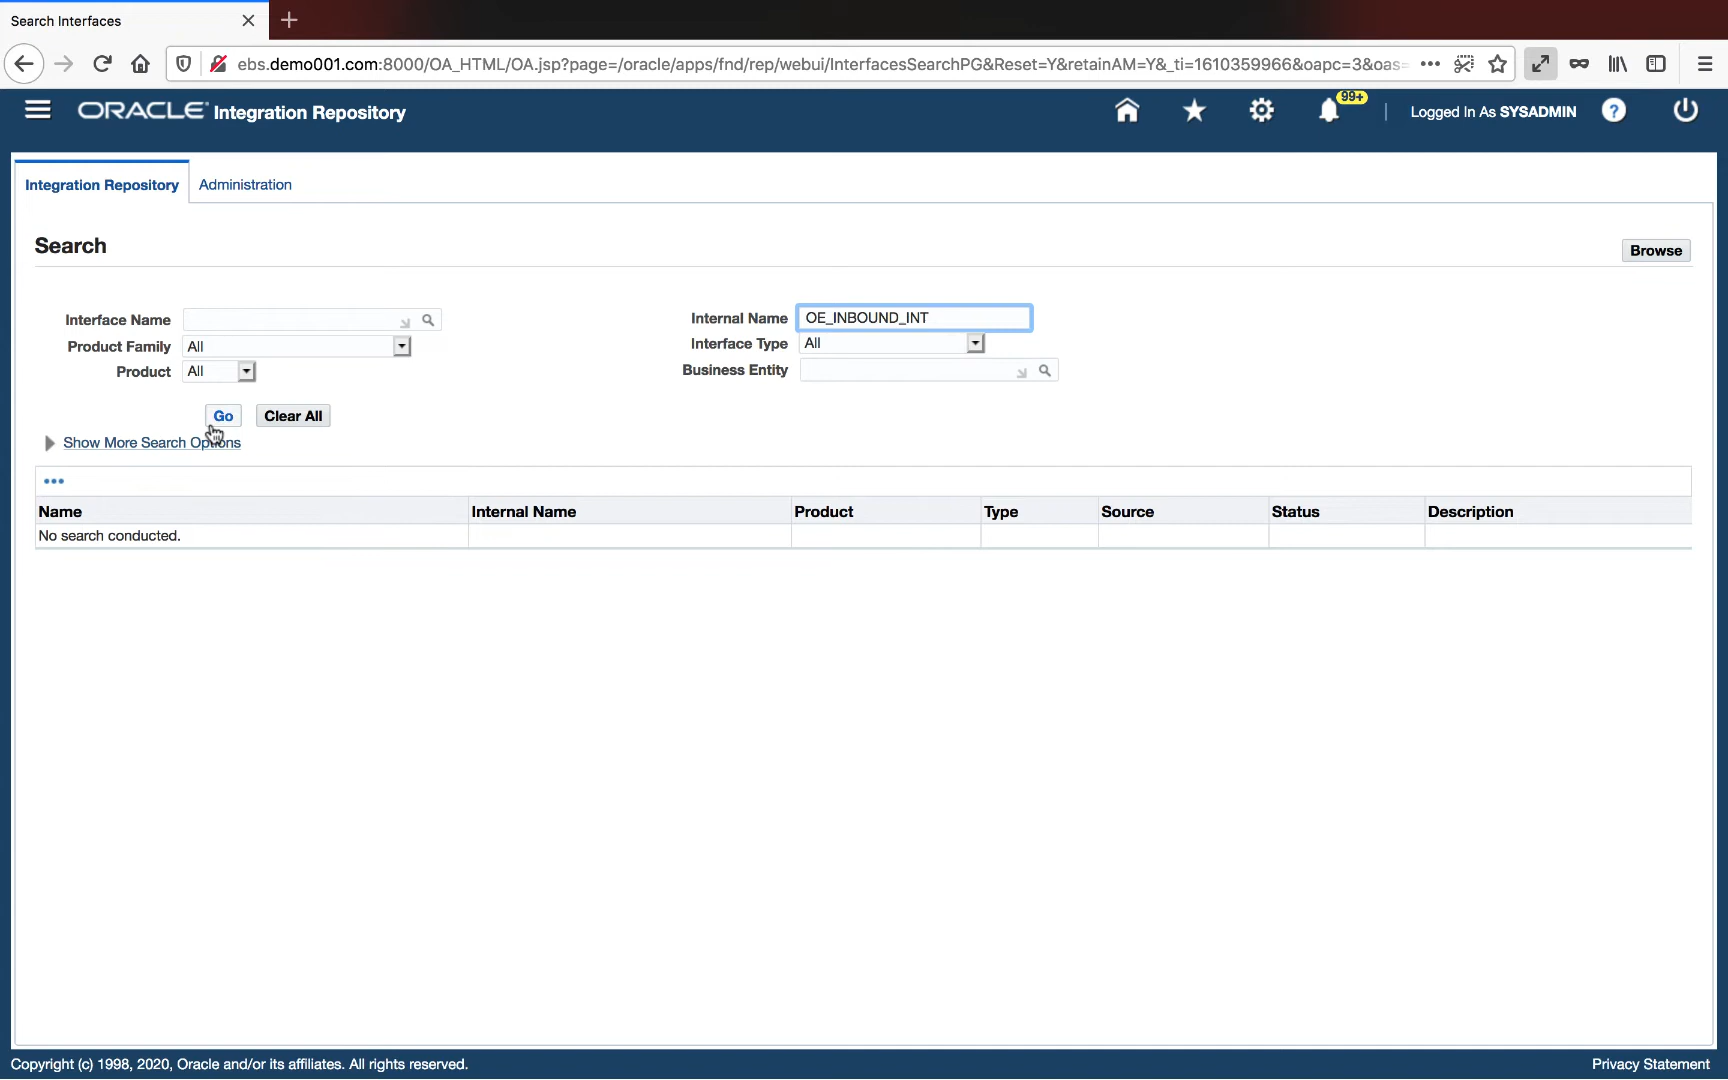 Search Interfaces
ebs.demo001.com:8000/OA_HTML/OA.jsp?page=/oracle/apps/fnd/rep/webui/InterfacesSearchPG&Reset=Y&retainAM=Y&_ti=1610359966&oapc=3&oas=
ORACLE Integration Repository
99+
Logged In As SYSADMIN
?
Integration Repository
Administration
Search
Browse
Interface Name
Internal Name OE_INBOUND_INT
Product Family All
Interface Type All
Product All
Business Entity
Go
Clear All
Show More Search Options
Name Internal Name Product Type Source Status Description
No search conducted.
Copyright (c) 1998, 2020, Oracle and/or its affiliates. All rights reserved.
Privacy Statement